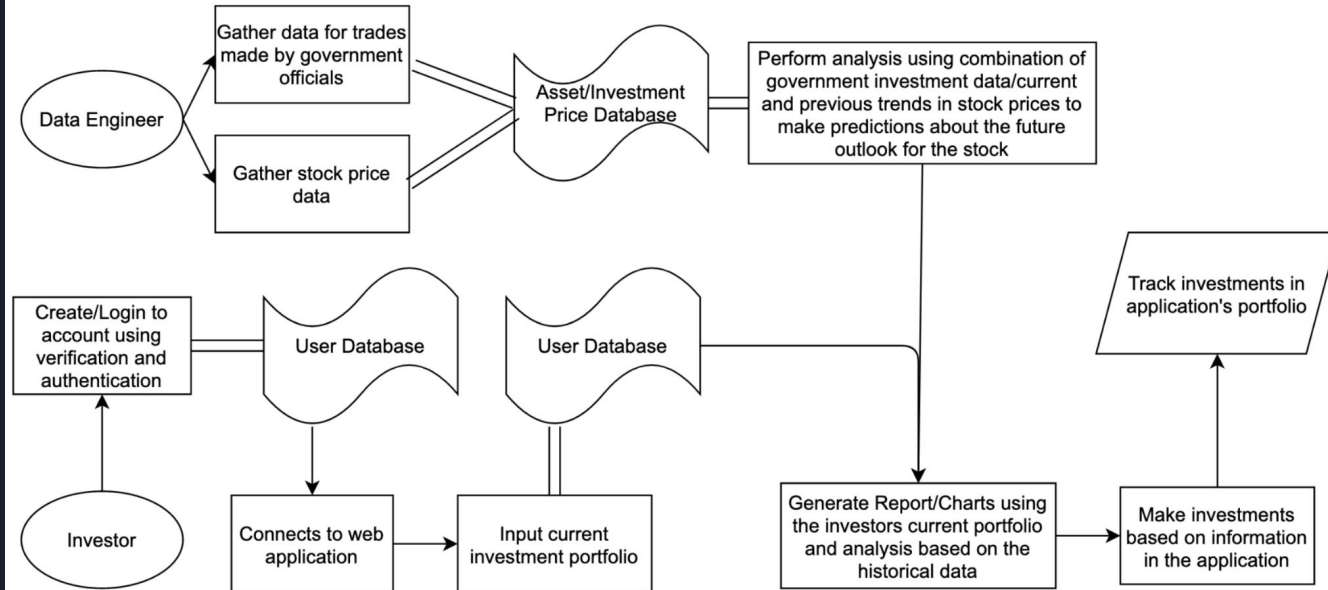 Gather data for trades
made by government
officials
Data Engineer
Gather stock price
data
Asset/Investment
Price Database
Perform analysis using combination of
government investment data/current
and previous trends in stock prices to
make predictions about the future
outlook for the stock
Create/Login to
account using
verification and
authentication
User Database
User Database
Track investments in
application's portfolio
Investor
Connects to web
application
Input current
investment portfolio
Generate Report/Charts using
the investors current portfolio
and analysis based on the
historical data
Make investments
based on information
in the application